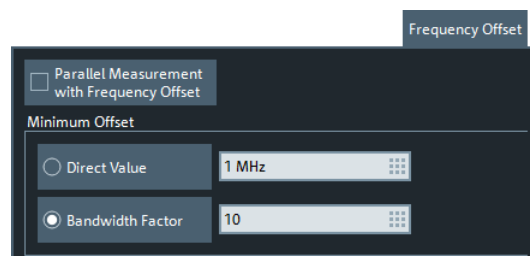 Frequency Offset
Parallel Measurement
with Frequency Offset
Minimum Offset
Direct Value
1 MHz
Bandwidth Factor
10